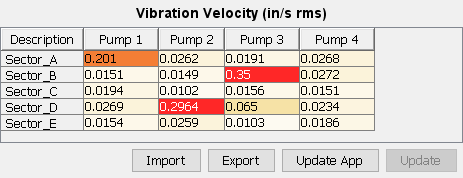 Vibration Velocity (in/s rms)
Description Pump 1 Pump 2 Pump 3 Pump 4
Sector_A 0.201 0.0262 0.0191 0.0268
Sector_B 0.0151 0.0149 0.35 0.0272
Sector_C 0.0194 0.0102 0.0156 0.0151
Sector_D 0.0269 0.2964 0.065 0.0234
Sector_E 0.0154 0.0259 0.0103 0.0186
Import Export Update App Update